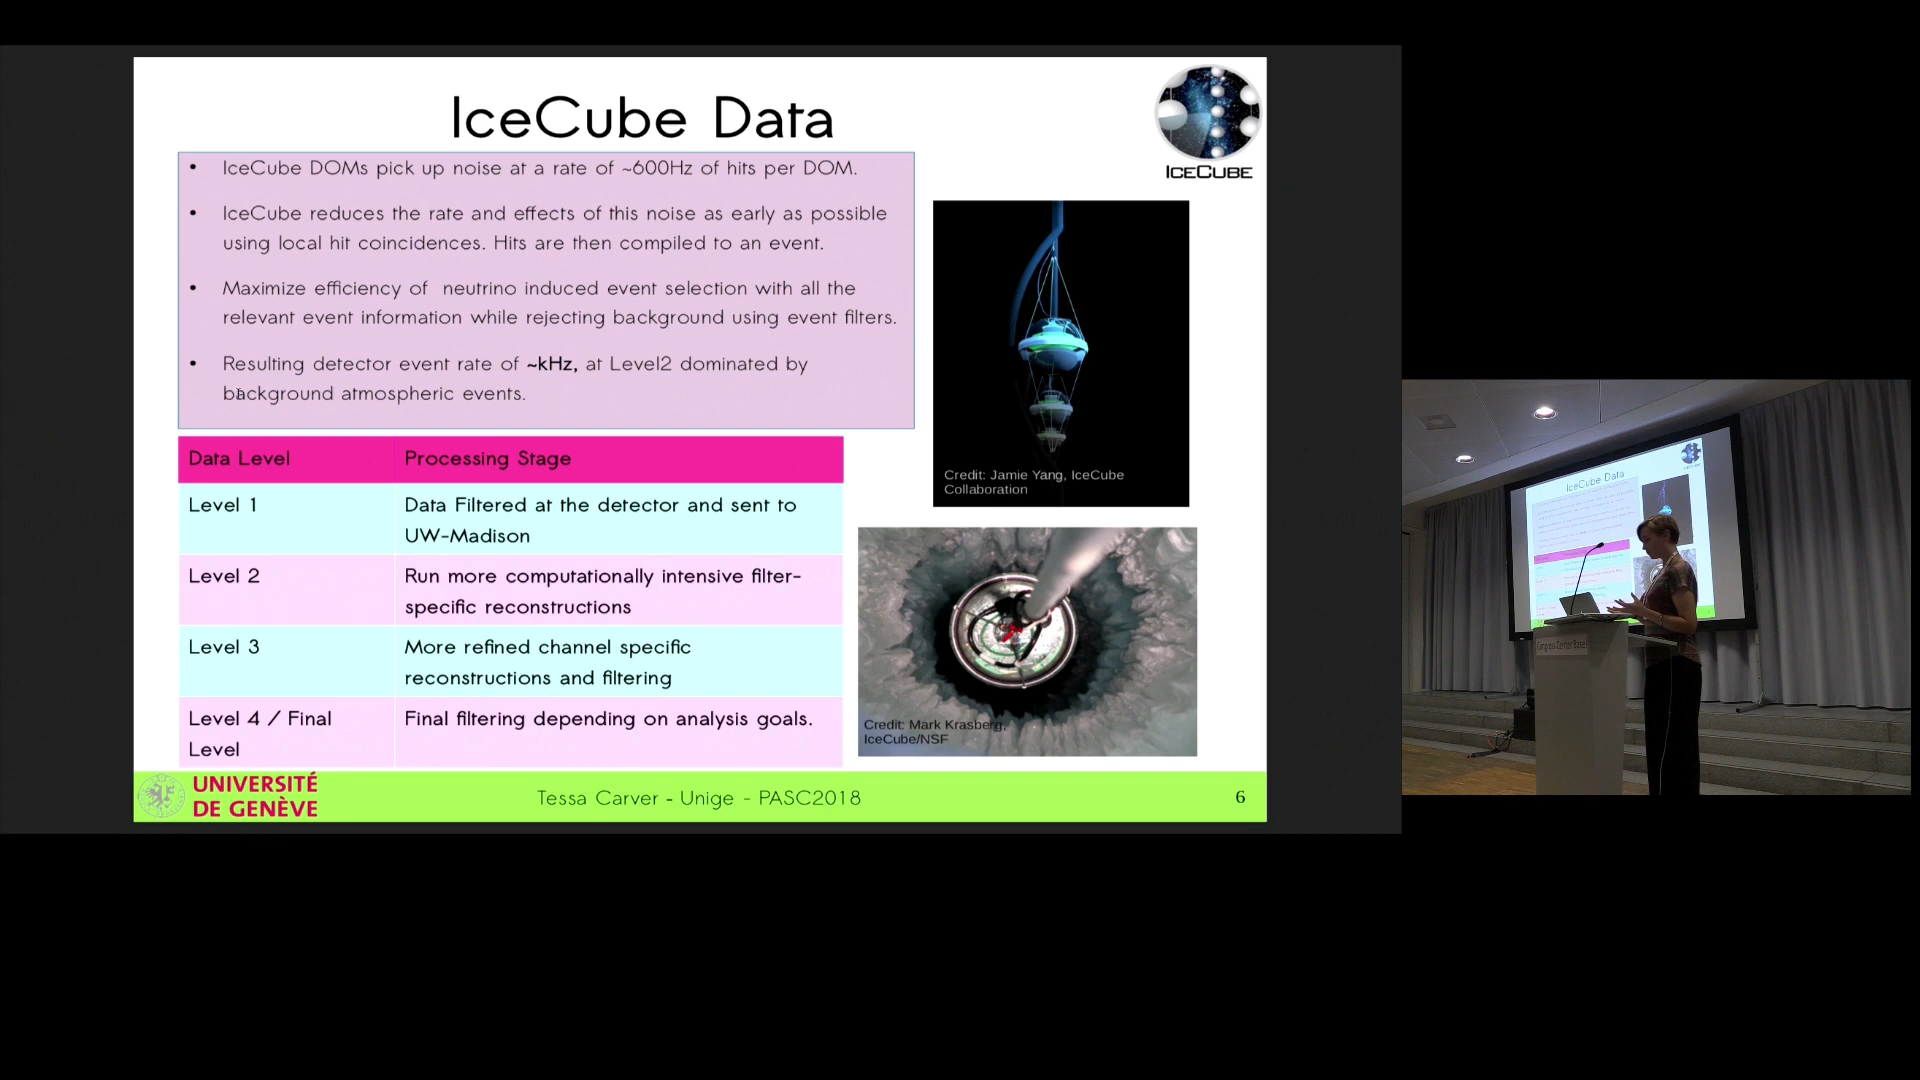 IceCube Data
ICECUBE
• IceCube DOMs pick up noise at a rate of ~600Hz of hits per DOM.
• IceCube reduces the rate and effects of this noise as early as possible
using local hit coincidences. Hits are then compiled to an event.
• Maximize efficiency of neutrino induced event selection with all the
relevant event information while rejecting background using event filters.
• Resulting detector event rate of ~kHz, at Level2 dominated by
background atmospheric events.
Credit: Jamie Yang, IceCube
Collaboration
Data Level Processing Stage
Level 1 Data Filtered at the detector and sent to
UW-Madison
Level 2 Run more computationally intensive filter-
specific reconstructions
Level 3 More refined channel specific
reconstructions and filtering
Level 4 / Final Final filtering depending on analysis goals.
Level
Credit: Mark Krasberg,
IceCube/NSF
UNIVERSITÉ
DE GENÈVE
Tessa Carver - Unige - PASC2018
6
IceCube Data
Congress Center Basel